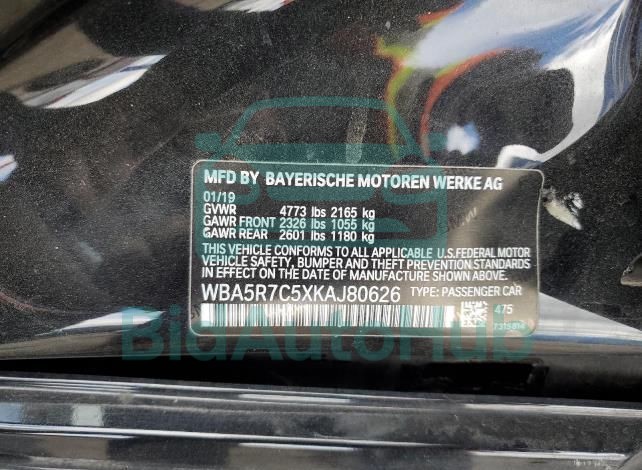 MFD BY BAYERISCHE MOTOREN WERKE AG
01/19
GVWR 4773 lbs 2165 kg
GAWR FRONT 2326 lbs 1055 kg
GAWR REAR 2601 lbs 1180 kg
THIS VEHICLE CONFORMS TO ALL APPLICABLE U.S.FEDERAL MOTOR
VEHICLE SAFETY, BUMPER AND THEFT PREVENTION
STANDARDS IN EFFECT ON THE DATE OF MANUFACTURE SHOWN ABOVE.
WBA5R7C5XKAJ80626 TYPE: PASSENGER CAR
475
BidAutoHub